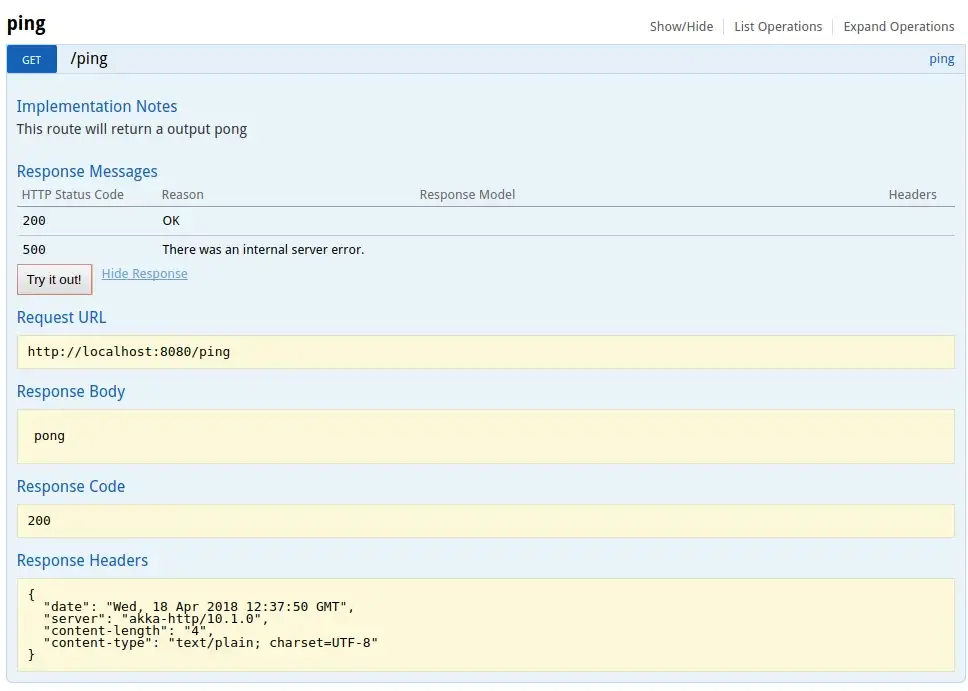 ping
Show/Hide List Operations Expand Operations
GET /ping ping
Implementation Notes
This route will return a output pong
Response Messages
HTTP Status Code Reason Response Model Headers
200 OK
500 There was an internal server error.
Try it out! Hide Response
Request URL
http://localhost:8080/ping
Response Body
pong
Response Code
200
Response Headers
{
"date": "Wed, 18 Apr 2018 12:37:50 GMT",
"server": "akka-http/10.1.0",
"content-length": "4",
"content-type": "text/plain; charset=UTF-8"
}